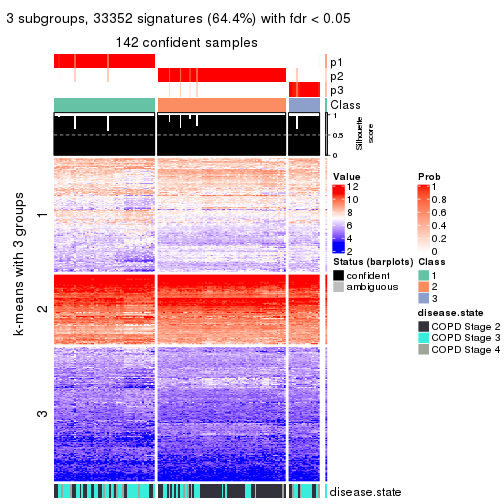 3 subgroups, 33352 signatures (64.4%) with fdr < 0.05
142 confident samples
p1
p2
p3
Class
1
0.5
0
Silhouette
score
k-means with 3 groups
1
2
3
disease.state
Value
12
10
8
6
4
2
Status (barplots)
confident
ambiguous
Prob
1
0.8
0.6
0.4
0.2
0
Class
1
2
3
disease.state
COPD Stage 2
COPD Stage 3
COPD Stage 4